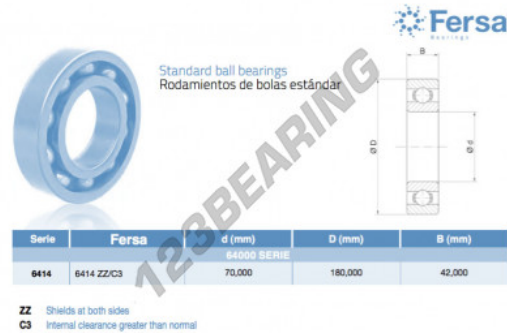 Fersa
Bearings
B
Standard ball bearings
Rodamientos de bolas estándar
Ø D
Ø d
123BEARING
Serie Fersa d (mm) D (mm) B (mm)
64000 SERIE
6414 6414 ZZ/C3 70,000 180,000 42,000
ZZ Shields at both sides
C3 Internal clearance greater than normal